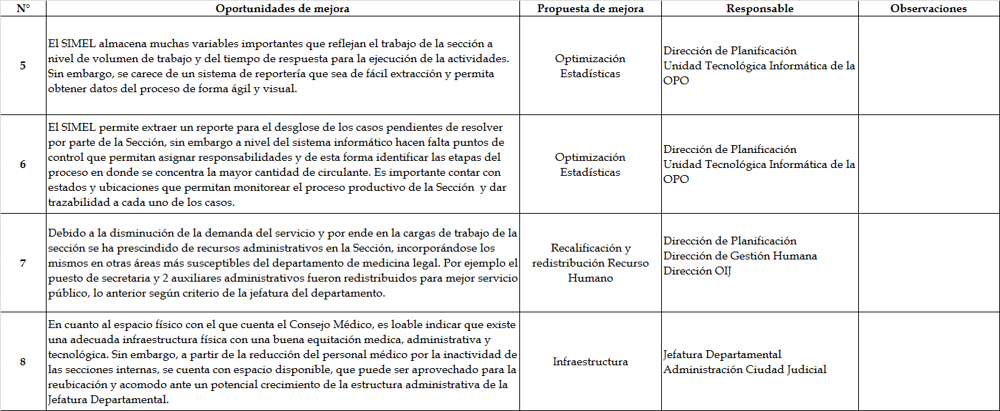 N° Oportunidades de mejora Propuesta de mejora Responsable Observaciones
5
El SIMEL almacena muchas variables importantes que reflejan el trabajo de la sección a
nivel de volumen de trabajo y del tiempo de respuesta para la ejecución de la actividades.
Sin embargo, se carece de un sistema de reportería que sea de fácil extracción y permita
obtener datos del proceso de forma ágil y visual.
Optimización
Estadísticas
Dirección de Planificación
Unidad Tecnológica Informática de la
OPO
6
El SIMEL permite extraer un reporte para el desglose de los casos pendientes de resolver
por parte de la Sección, sin embargo a nivel del sistema informático hacen falta puntos de
control que permitan asignar responsabilidades y de esta forma identificar las etapas del
proceso en donde se concentra la mayor cantidad de circulante. Es importante contar con
estados y ubicaciones que permitan monitorear el proceso productivo de la Sección y dar
trazabilidad a cada uno de los casos.
Optimización
Estadísticas
Dirección de Planificación
Unidad Tecnológica Informática de la
OPO
7
Debido a la disminución de la demanda del servicio y por ende en la cargas de trabajo de la
sección se ha prescindido de recursos administrativos en la Sección, incorporándose los
mismos en otras áreas más susceptibles del departamento de medicina legal. Por ejemplo el
puesto de secretaria y 2 auxiliares administrativos fueron redistribuidos para mejor servicio
público, lo anterior según criterio de la jefatura del departamento.
Recalificación y
redistribución Recurso
Humano
Dirección de Planificación
Dirección de Gestión Humana
Dirección OIJ
8
En cuanto al espacio físico con el que cuenta el Consejo Médico, es loable indicar que existe
una adecuada infraestructura física con una buena equitación medica, administrativa y
tecnológica. Sin embargo, a partir de la reducción del personal médico por la inactividad de
las secciones internas, se cuenta con espacio disponible, que puede ser aprovechado para la
reubicación y acomodo ante un potencial crecimiento de la estructura administrativa de la
Jefatura Departamental.
Infraestructura
Jefatura Departamental
Administración Ciudad Judicial